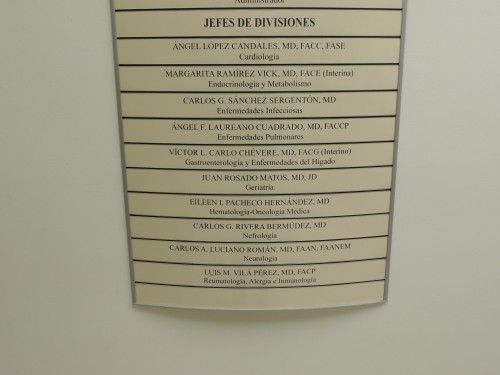 Administrador
JEFES DE DIVISIONES
ÁNGEL LÓPEZ CANDALES, MD, FACC, FASE
Cardiología
MARGARITA RAMÍREZ VICK, MD, FACE (Interina)
Endocrinología y Metabolismo
CARLOS G. SÁNCHEZ SERGENTON, MD
Enfermedades Infecciosas
ÁNGEL F. LAUREANO CUADRADO, MD, FACCP
Enfermedades Pulmonares
VÍCTOR L. CARLO CHÉVERE, MD, FACG (Interino)
Gastroenterología y Enfermedades del Hígado
JUAN ROSADO MATOS, MD, JD
Geriatría
EILEEN I. PACHECO HERNÁNDEZ, MD
Hematología-Oncología Médica
CARLOS G. RIVERA BERMUDEZ, MD
Nefrología
CARLOS A. LUCIANO ROMÁN, MD, FAAN, FAANEM
Neurología
LUIS M. VILÁ PÉREZ, MD, FACP
Reumatología, Alergia e Inmunología